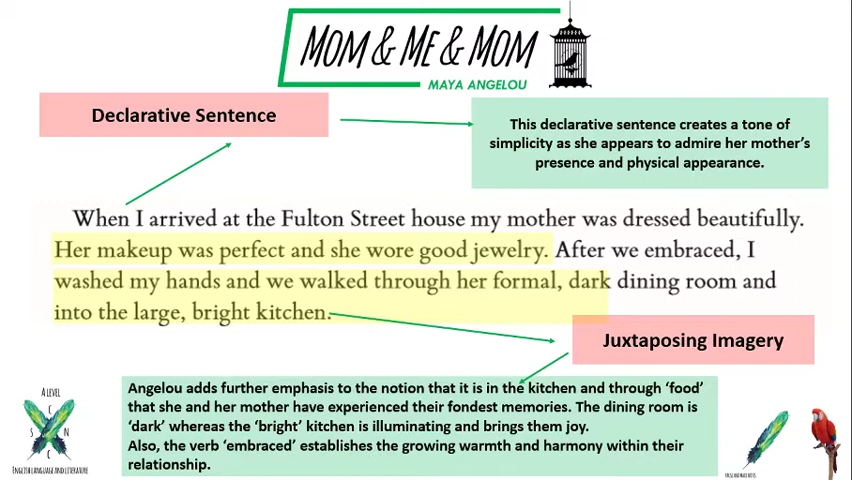 MOM & ME & MOM
MAYA ANGELOU
Declarative Sentence
This declarative sentence creates a tone of
simplicity as she appears to admire her mother's
presence and physical appearance.
When I arrived at the Fulton Street house my mother was dressed beautifully.
Her makeup was perfect and she wore good jewelry. After we embraced, I
washed my hands and we walked through her formal, dark dining room and
into the large, bright kitchen.
Juxtaposing Imagery
Angelou adds further emphasis to the notion that it is in the kitchen and through 'food'
that she and her mother have experienced their fondest memories. The dining room is
'dark' whereas the 'bright' kitchen is illuminating and brings them joy.
Also, the verb 'embraced' establishes the growing warmth and harmony within their
relationship.
A LEVEL
C
S N
C
ENGLISH LANGUAGE AND LITERATURE